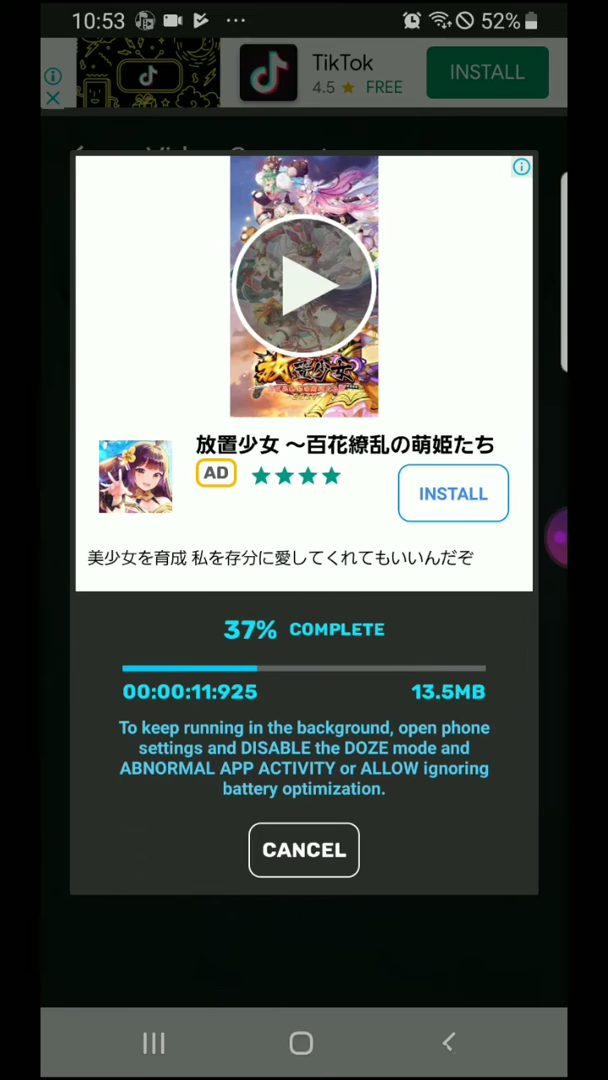 10:53
52%
TikTok
4.5 ★ FREE
INSTALL
放置少女 〜百花繚乱の萌姫たち
AD
INSTALL
美少女を育成 私を存分に愛してくれてもいいんだぞ
37% COMPLETE
00:00:11:925 13.5MB
To keep running in the background, open phone
settings and DISABLE the DOZE mode and
ABNORMAL APP ACTIVITY or ALLOW ignoring
battery optimization.
CANCEL